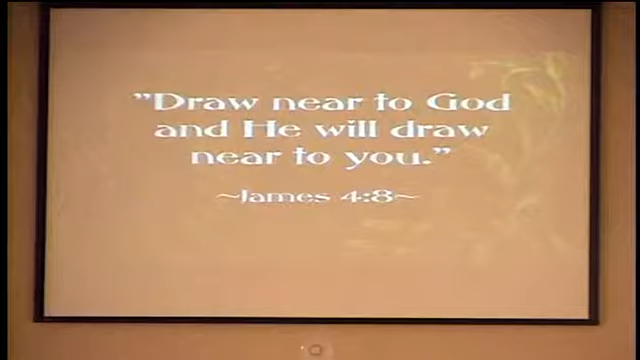 "Draw near to God
and He will draw
near to you."
~James 4:8~